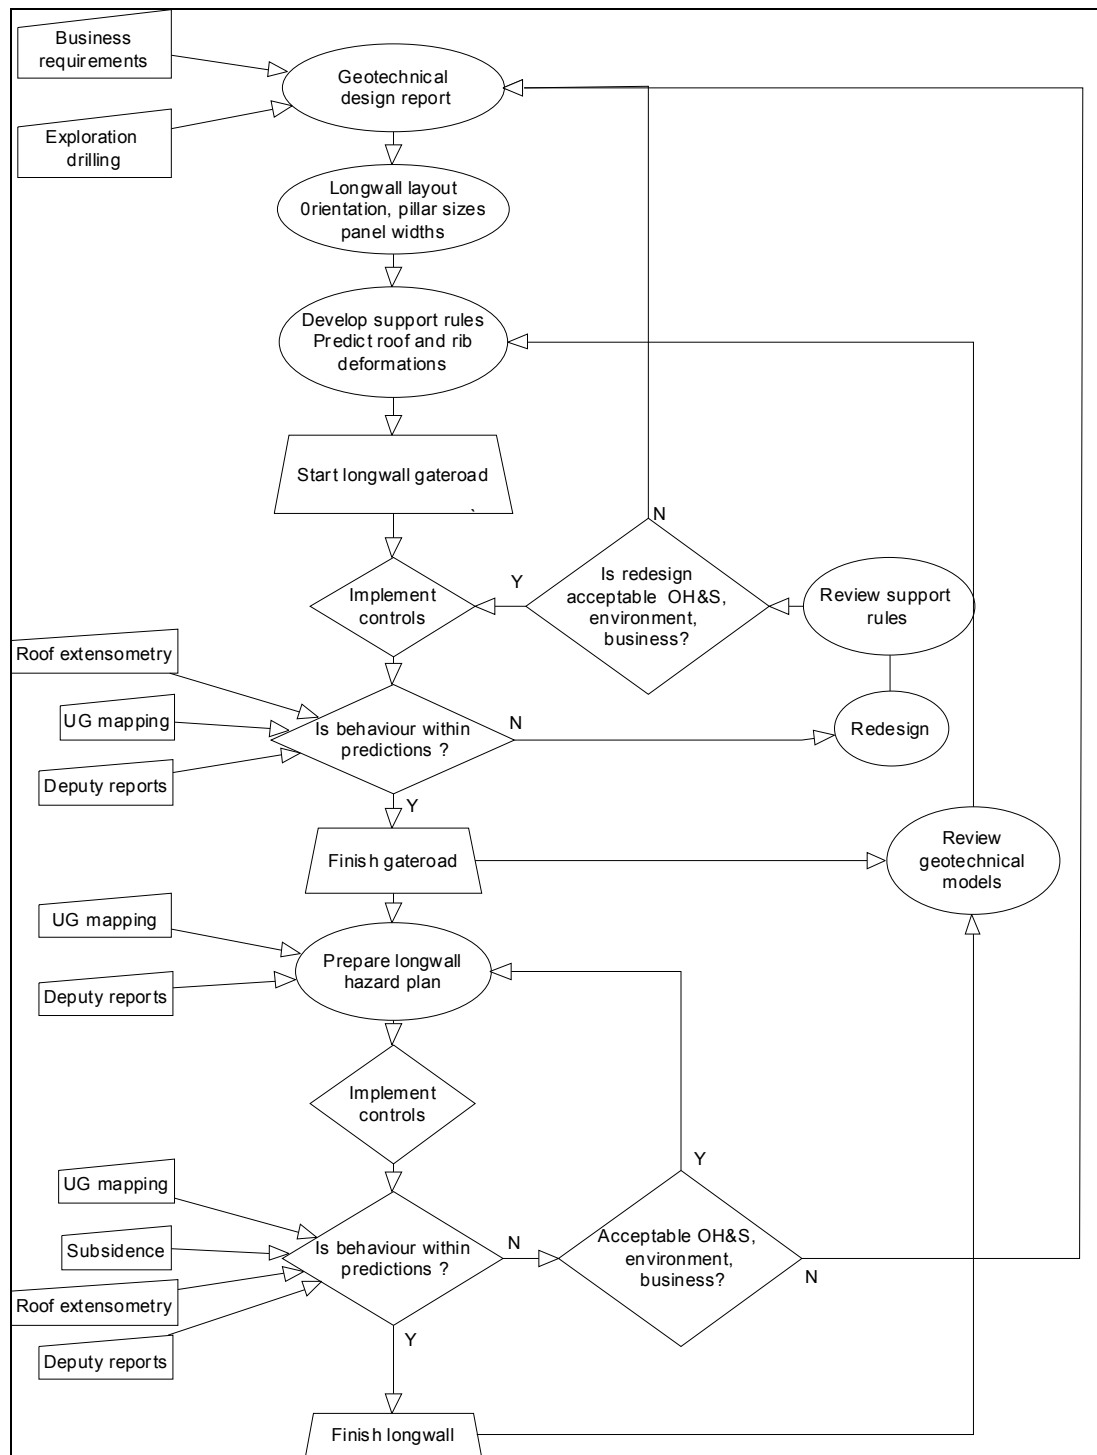 Business
requirements
Geotechnical
design report
Exploration
drilling
Longwall layout
0rientation, pillar sizes
panel widths
Develop support rules
Predict roof and rib
deformations
Start longwall gateroad
`
N
Y
Is redesign
acceptable OH&S,
environment,
business?
Implement
controls
Review support
rules
Roof extensometry
UG mapping
Deputy reports
Is behaviour within
predictions ?
N
Redesign
Y
Finish gateroad
Review
geotechnical
models
UG mapping
Deputy reports
Prepare longwall
hazard plan
Implement
controls
Y
UG mapping
Subsidence
Roof extensometry
Deputy reports
Is behaviour within
predictions ?
N
Acceptable OH&S,
environment,
business?
N
Y
Finish longwall